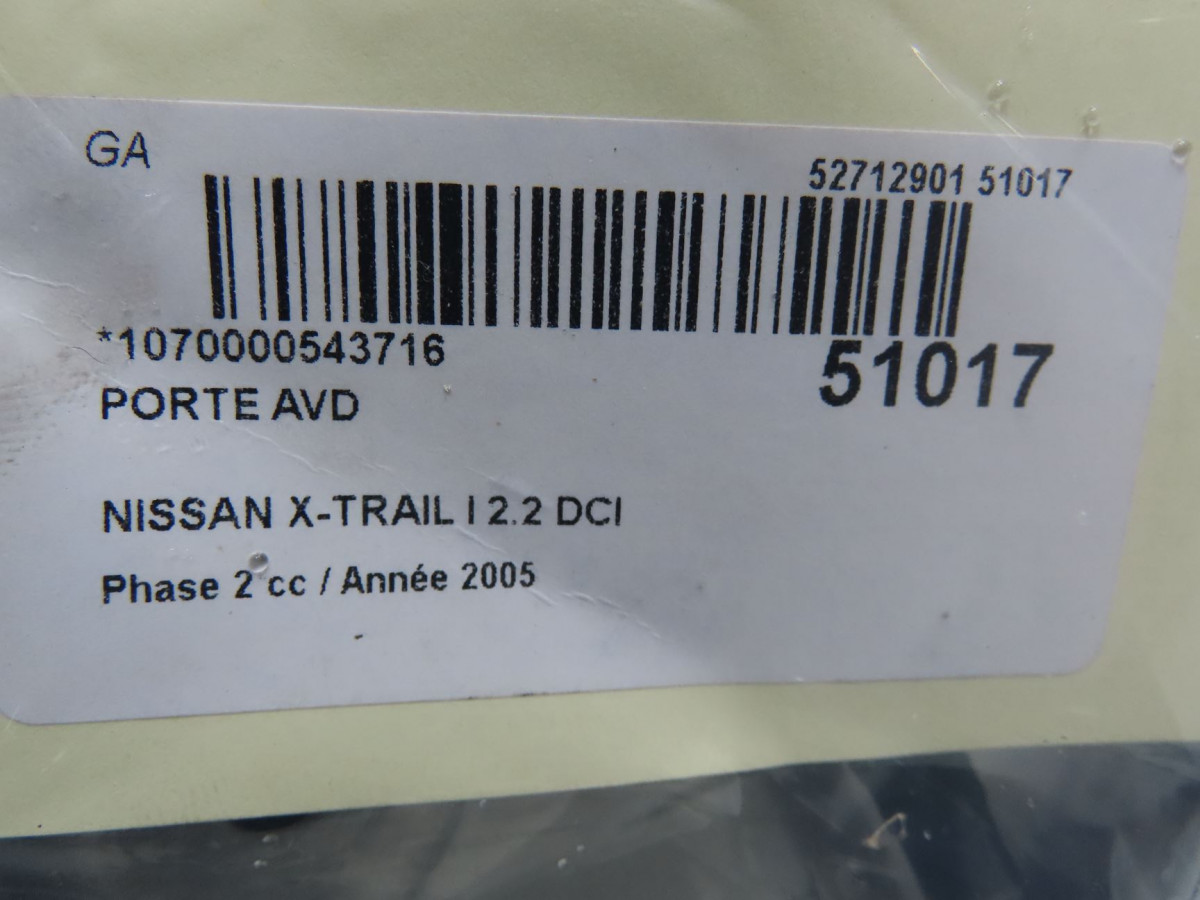 GA
52712901 51017
*1070000543716
51017
PORTE AVD
NISSAN X-TRAIL I 2.2 DCI
Phase 2 cc / Année 2005